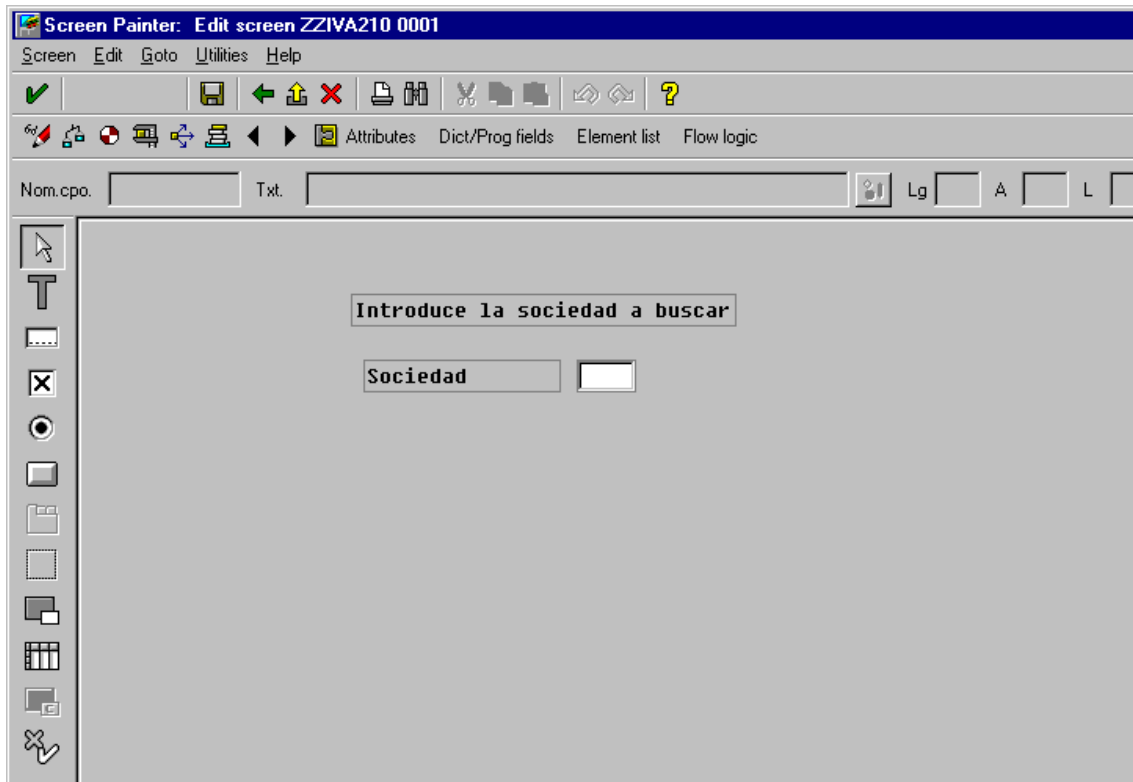 Screen Painter: Edit screen ZZIVA210 0001
Screen Edit Goto Utilities Help
Attributes Dict/Prog fields Element list Flow logic
Nom.cpo. Txt. Lg A L
Introduce la sociedad a buscar
Sociedad